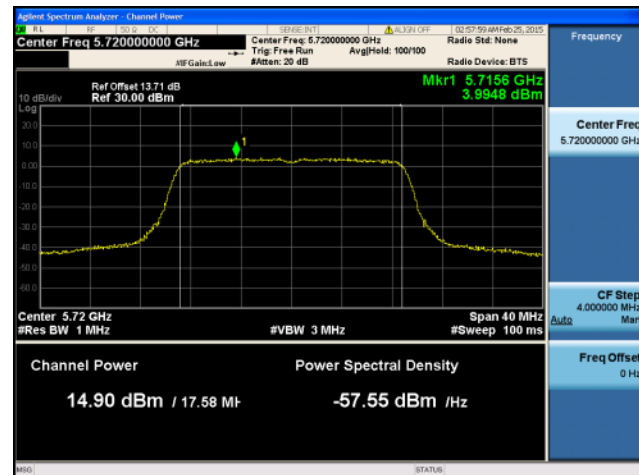 Agilent Spectrum Analyzer - Channel Power
RL RF 50 Ω DC SENSE:INT ALIGN OFF 02:57:59 AM Feb 25, 2015
Center Freq 5.720000000 GHz
Center Freq: 5.720000000 GHz Radio Std: None
Trig: Free Run Avg|Hold: 100/100
#IFGain:Low #Atten: 20 dB Radio Device: BTS
Ref Offset 13.71 dB
10 dB/div Ref 30.00 dBm
Mkr1 5.7156 GHz
3.9948 dBm
Log
20.0
10.0
1
0.00
-10.0
-20.0
-30.0
-40.0
-50.0
-60.0
Center 5.72 GHz Span 40 MHz
#Res BW 1 MHz #VBW 3 MHz #Sweep 100 ms
Channel Power Power Spectral Density
14.90 dBm / 17.58 MH -57.55 dBm /Hz
MSG STATUS
Frequency
Center Freq
5.720000000 GHz
CF Step
4.000000 MHz
Auto Man
Freq Offset
0 Hz